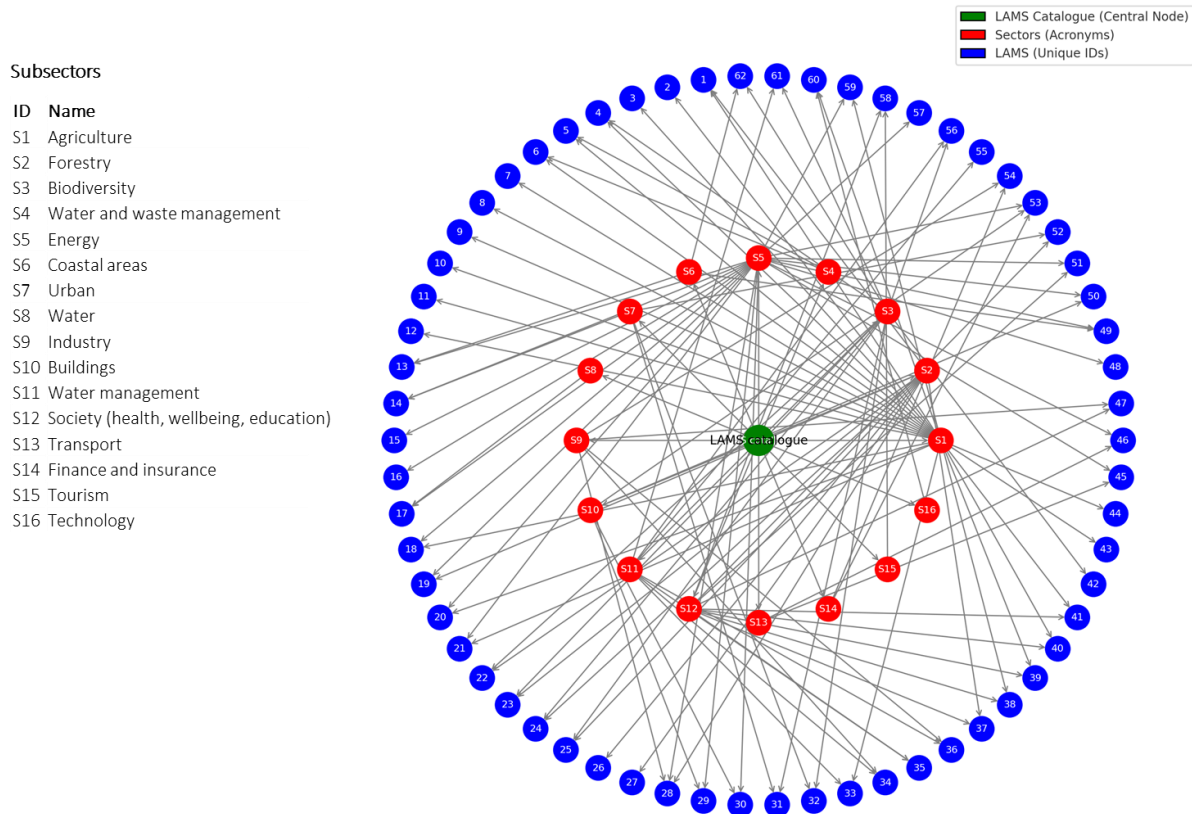 LAMS Catalogue (Central Node)
Sectors (Acronyms)
LAMS (Unique IDs)
Subsectors
ID Name
S1 Agriculture
S2 Forestry
S3 Biodiversity
S4 Water and waste management
S5 Energy
S6 Coastal areas
S7 Urban
S8 Water
S9 Industry
S10 Buildings
S11 Water management
S12 Society (health, wellbeing, education)
S13 Transport
S14 Finance and insurance
S15 Tourism
S16 Technology
1
2
3
4
5
6
7
8
9
10
11
12
13
14
15
16
17
18
19
20
21
22
23
24
25
26
27
28
29
30
31
32
33
34
35
36
37
38
39
40
41
42
43
44
45
46
47
48
49
50
51
52
53
54
55
56
57
58
59
60
61
62
S1
S2
S3
S4
S5
S6
S7
S8
S9
S10
S11
S12
S13
S14
S15
S16
LAMS catalogue